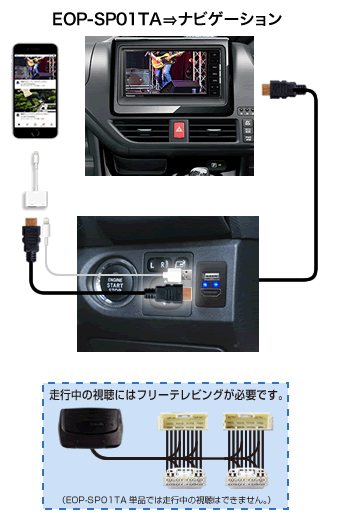 EOP-SP01TA⇒ナビゲーション
L R
ENGINE
START
STOP
走行中の視聴にはフリーテレビングが必要です。
(EOP-SP01TA 単品では走行中の視聴はできません。)